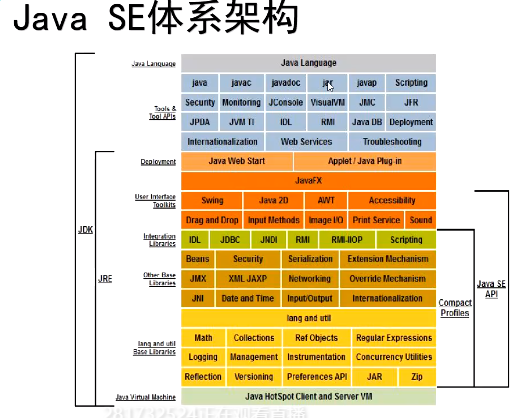 Java SE体系架构
Java Language
Java Language
java javac javadoc jar javap Scripting
Tools & Tool APIs
Security Monitoring JConsole VisualVM JMC JFR
JPDA JVM TI IDL RMI Java DB Deployment
Internationalization Web Services Troubleshooting
Deployment
Java Web Start Applet / Java Plug-in
JavaFX
User Interface Toolkits
Swing Java 2D AWT Accessibility
Drag and Drop Input Methods Image I/O Print Service Sound
Integration Libraries
IDL JDBC JNDI RMI RMI-IIOP Scripting
Beans Security Serialization Extension Mechanism
Other Base Libraries
JMX XML JAXP Networking Override Mechanism
JNI Date and Time Input/Output Internationalization
lang and util
lang and util Base Libraries
Math Collections Ref Objects Regular Expressions
Logging Management Instrumentation Concurrency Utilities
Reflection Versioning Preferences API JAR Zip
Java Virtual Machine
Java HotSpot Client and Server VM
JDK
JRE
Compact Profiles
Java SE API